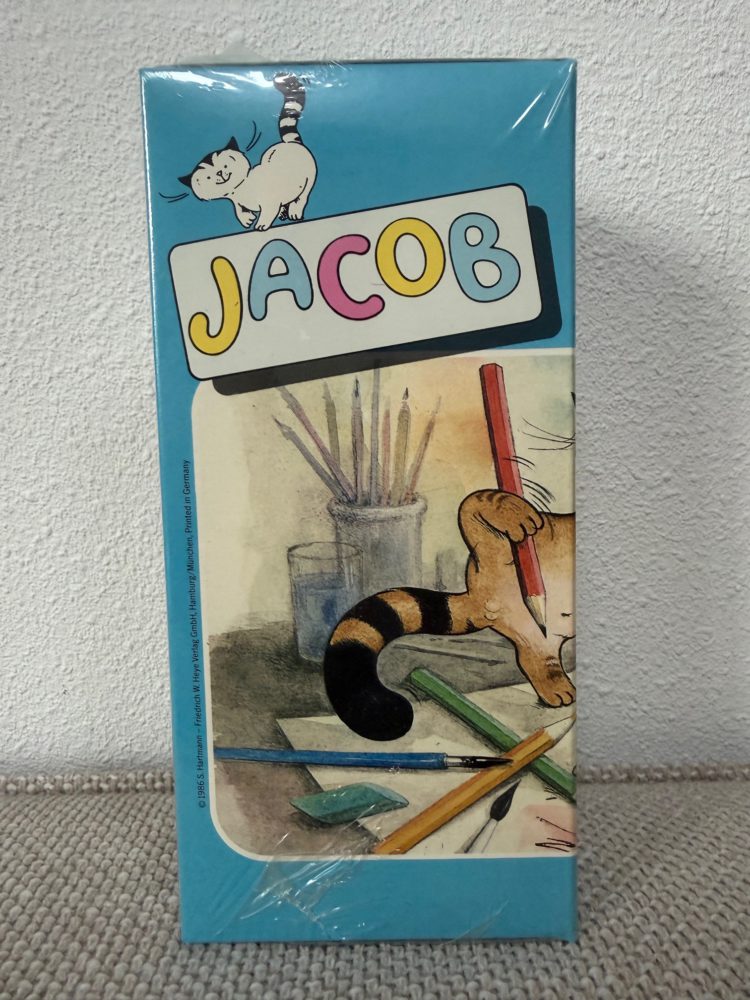 JACOB
© 1986 S. Hartmann – Friedrich W. Heye Verlag GmbH, Hamburg/München, Printed in Germany